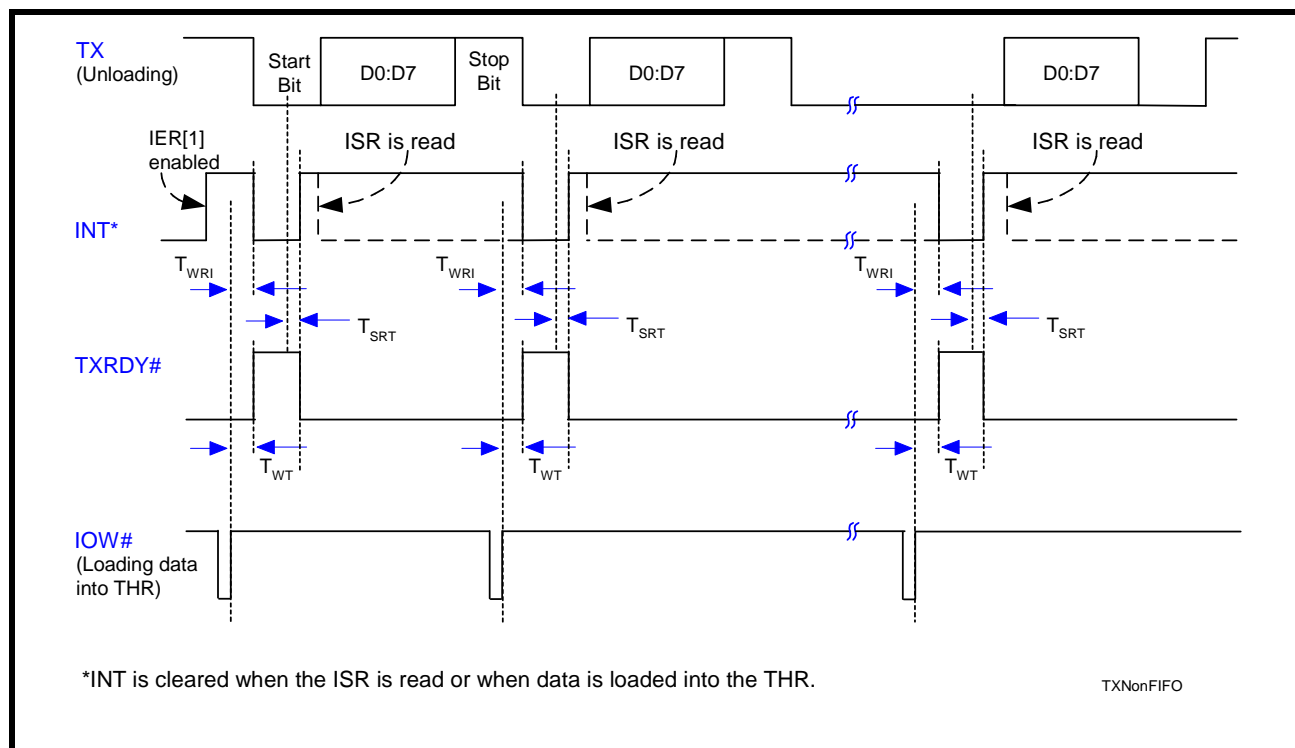 TX
(Unloading)
Start
Bit
D0:D7
Stop
Bit
D0:D7
D0:D7
IER[1]
enabled
ISR is read
ISR is read
ISR is read
INT*
TWRI
TWRI
TWRI
TSRT
TSRT
TSRT
TXRDY#
TWT
TWT
TWT
IOW#
(Loading data
into THR)
*INT is cleared when the ISR is read or when data is loaded into the THR.
TXNonFIFO